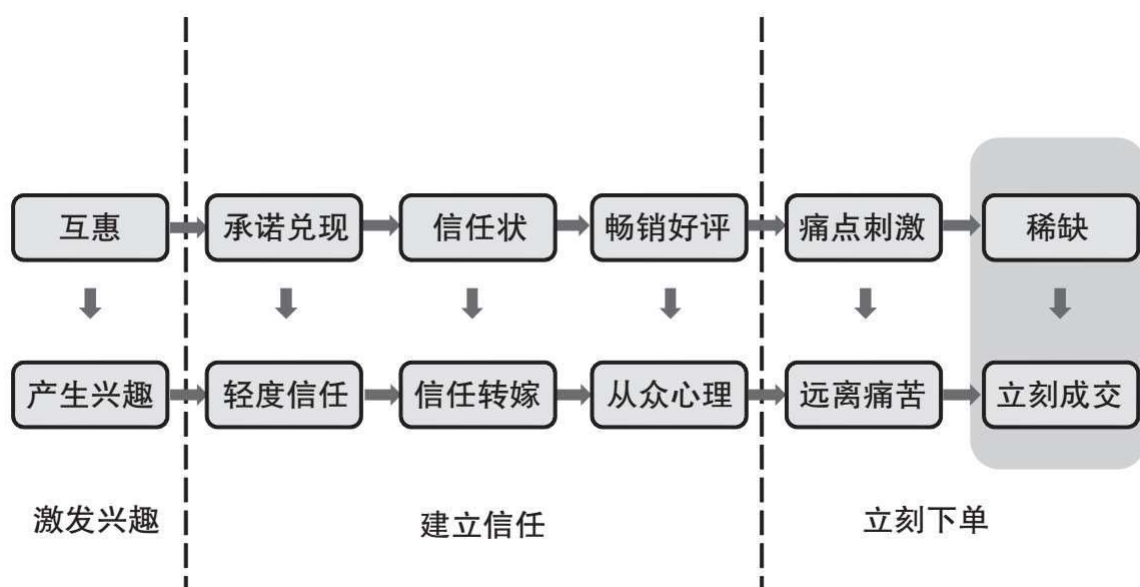 互惠
承诺兑现
信任状
畅销好评
痛点刺激
稀缺
产生兴趣
轻度信任
信任转嫁
从众心理
远离痛苦
立刻成交
激发兴趣
建立信任
立刻下单